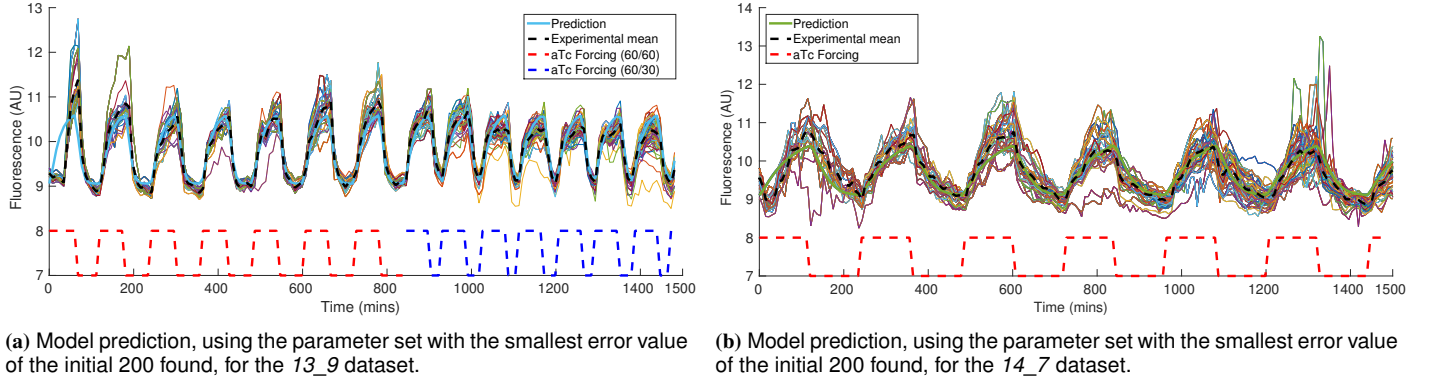 14
13
12
11
10
9
8
7
Fluorescence (AU)
0 200 400 600 800 1000 1200 1400 1500
Time (mins)
Prediction
Experimental mean
aTc Forcing (60/60)
aTc Forcing (60/30)
(a) Model prediction, using the parameter set with the smallest error value
of the initial 200 found, for the 13_9 dataset.
14
13
12
11
10
9
8
7
Fluorescence (AU)
0 200 400 600 800 1000 1200 1400 1500
Time (mins)
Prediction
Experimental mean
aTc Forcing
(b) Model prediction, using the parameter set with the smallest error value
of the initial 200 found, for the 14_7 dataset.